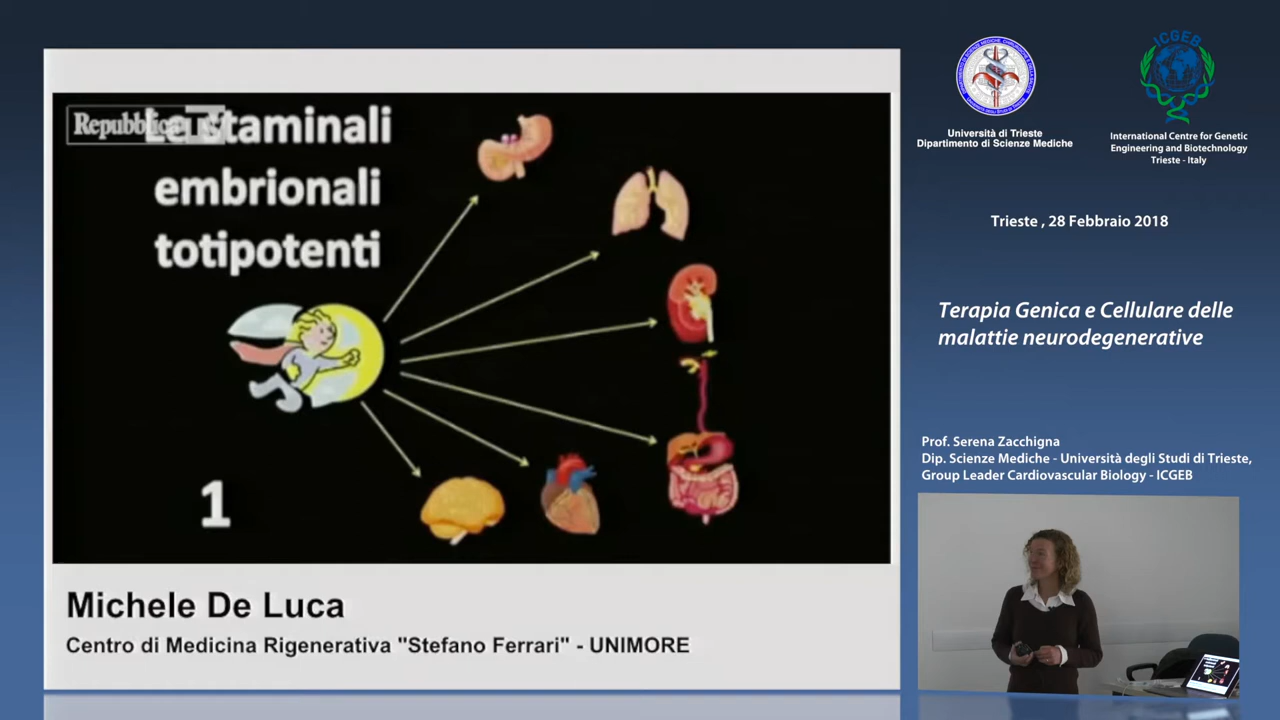 Repubblica TV
Le staminali
embrionali
totipotenti
1
Michele De Luca
Centro di Medicina Rigenerativa "Stefano Ferrari" - UNIMORE
Università di Trieste
Dipartimento di Scienze Mediche
ICGEB
International Centre for Genetic
Engineering and Biotechnology
Trieste - Italy
Trieste , 28 Febbraio 2018
Terapia Genica e Cellulare delle
malattie neurodegenerative
Prof. Serena Zacchigna
Dip. Scienze Mediche - Università degli Studi di Trieste,
Group Leader Cardiovascular Biology - ICGEB